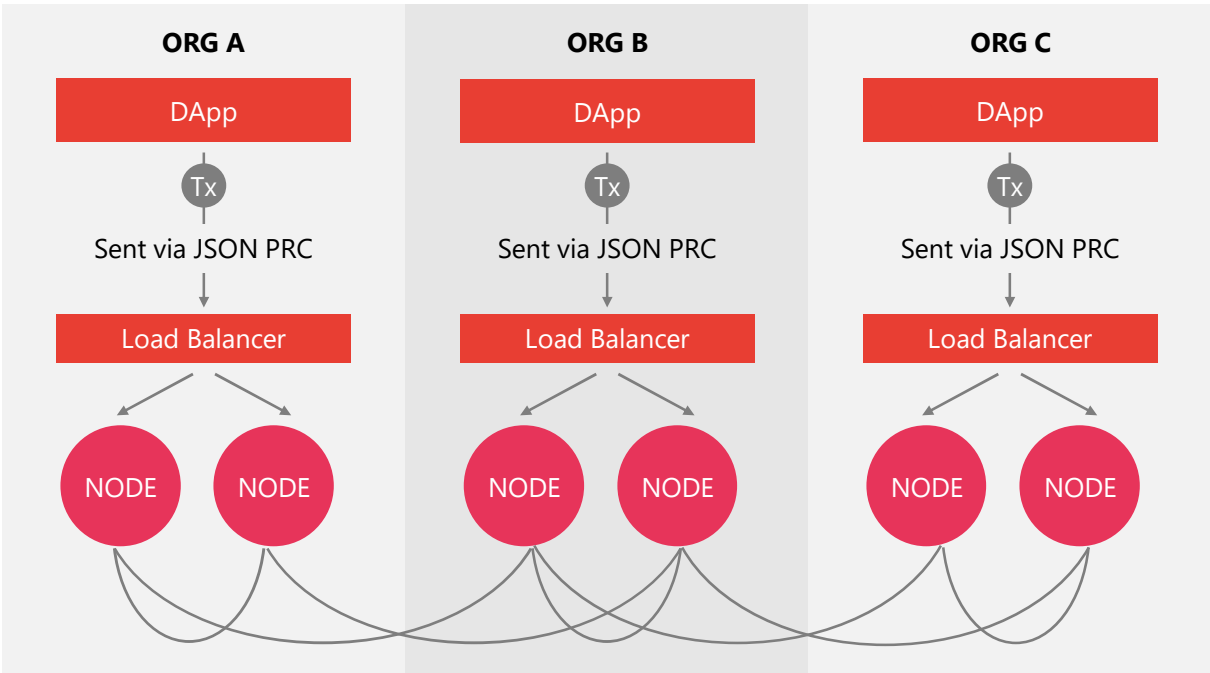 ORG A
DApp
Tx
Sent via JSON PRC
Load Balancer
NODE
NODE
ORG B
DApp
Tx
Sent via JSON PRC
Load Balancer
NODE
NODE
ORG C
DApp
Tx
Sent via JSON PRC
Load Balancer
NODE
NODE